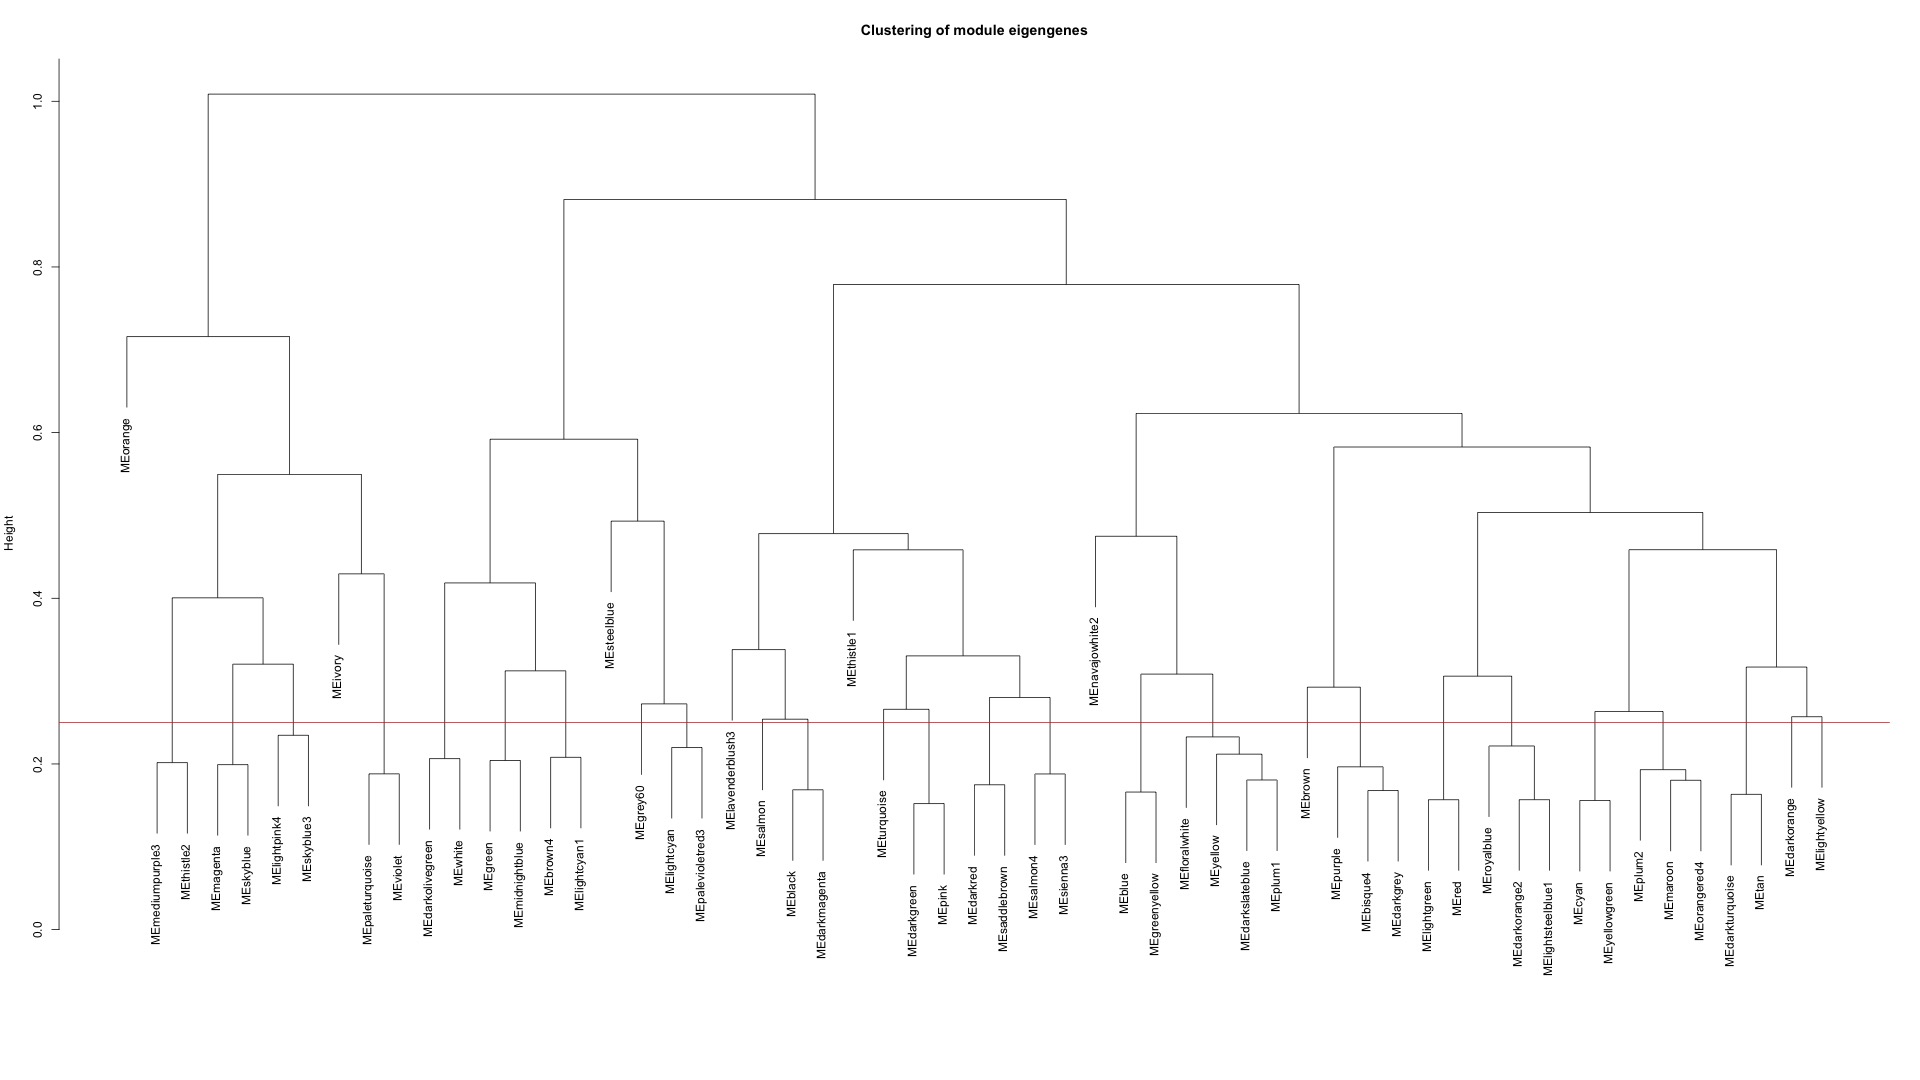 Clustering of module eigengenes
Height
1.0
0.8
0.6
0.4
0.2
0.0
MEorange
MEmediumpurple3
MEthistle2
MEmagenta
MEskyblue
MElightpink4
MEskyblue3
MEivory
MEpaleturquoise
MEviolet
MEdarkolivegreen
MEwhite
MEgreen
MEmidnightblue
MEbrown4
MElightcyan1
MEsteelblue
MEgrey60
MElightcyan
MEpalevioletred3
MElavenderblush3
MEsalmon
MEblack
MEdarkmagenta
MEthistle1
MEturquoise
MEdarkgreen
MEpink
MEdarkred
MEsaddlebrown
MEsalmon4
MEsienna3
MEnavajowhite2
MEblue
MEgreenyellow
MEfloralwhite
MEyellow
MEdarkslateblue
MEplum1
MEbrown
MEpurple
MEbisque4
MEdarkgrey
MElightgreen
MEred
MEroyalblue
MEdarkorange2
MElightsteelblue1
MEcyan
MEyellowgreen
MEplum2
MEmaroon
MEorangered4
MEdarkturquoise
MEtan
MEdarkorange
MElightyellow